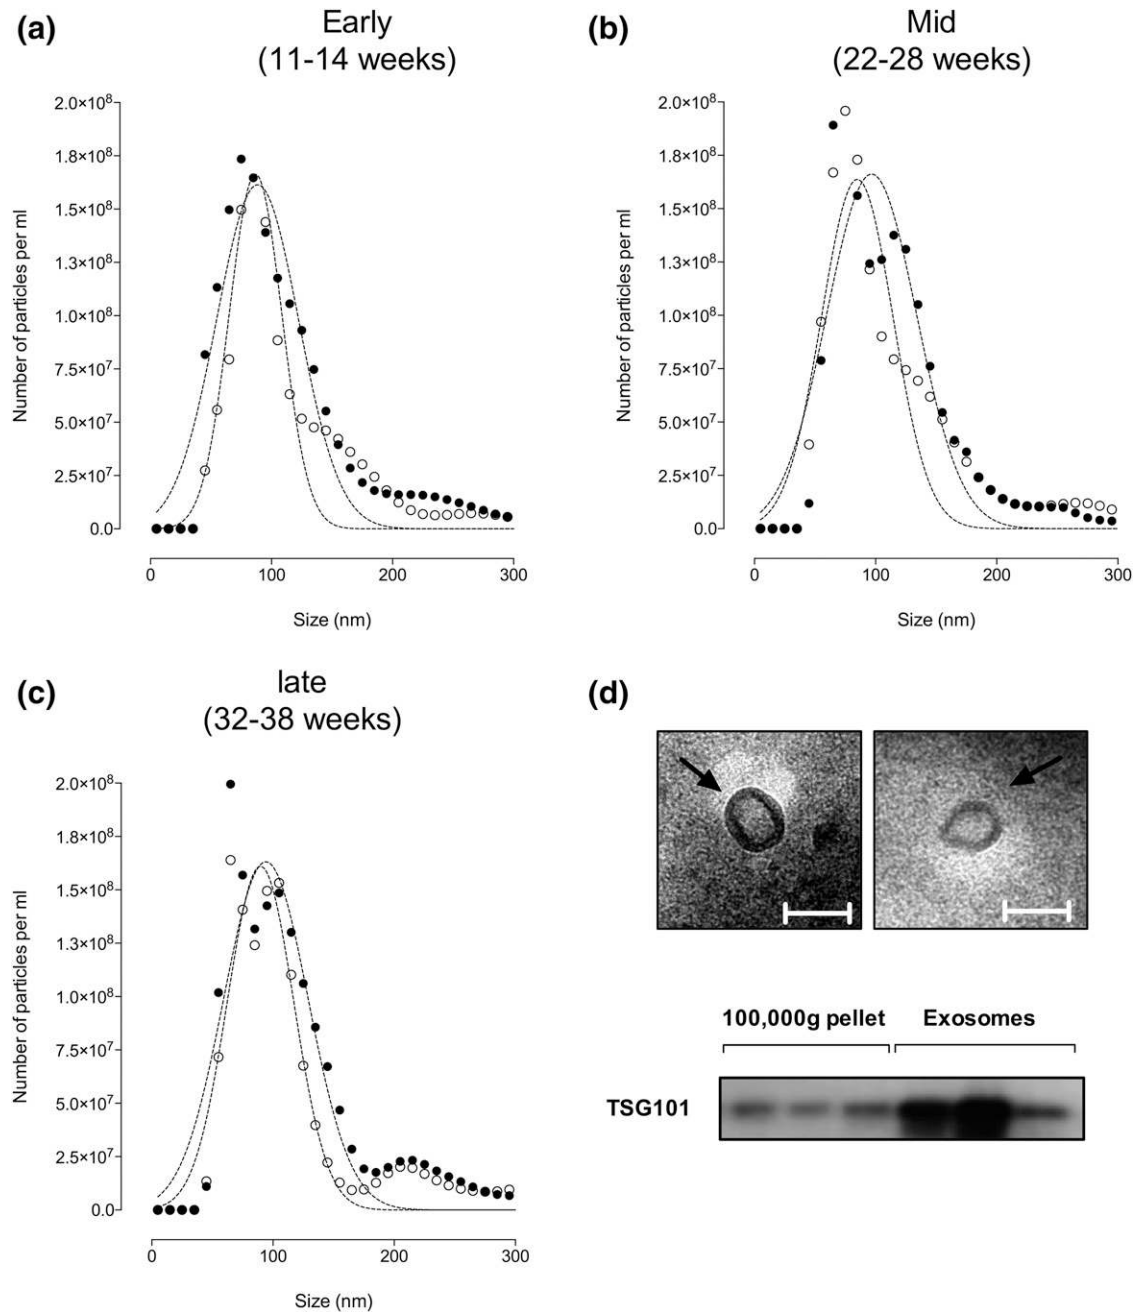 (a)
Early
(11-14 weeks)
2.0×10⁸
1.8×10⁸
1.5×10⁸
1.3×10⁸
1.0×10⁸
7.5×10⁷
5.0×10⁷
2.5×10⁷
0.0
Number of particles per ml
0 100 200 300
Size (nm)
(b)
Mid
(22-28 weeks)
2.0×10⁸
1.8×10⁸
1.5×10⁸
1.3×10⁸
1.0×10⁸
7.5×10⁷
5.0×10⁷
2.5×10⁷
0.0
Number of particles per ml
0 100 200 300
Size (nm)
(c)
late
(32-38 weeks)
2.0×10⁸
1.8×10⁸
1.5×10⁸
1.3×10⁸
1.0×10⁸
7.5×10⁷
5.0×10⁷
2.5×10⁷
0.0
Number of particles per ml
0 100 200 300
Size (nm)
(d)
100,000g pellet Exosomes
TSG101